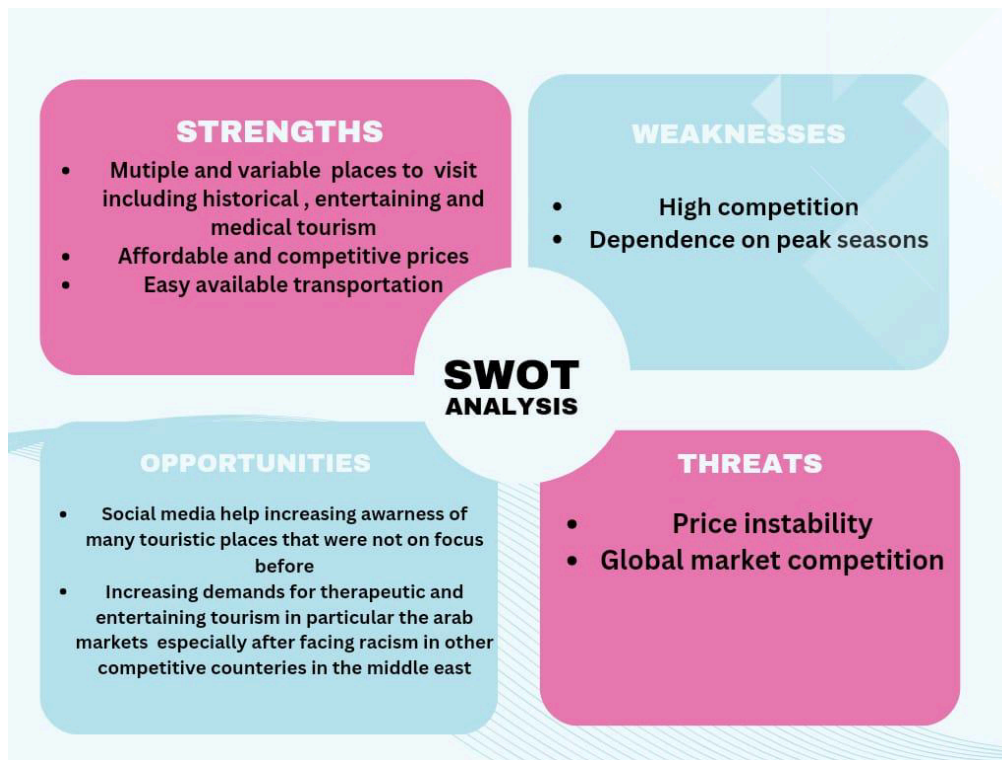 STRENGTHS
• Mutiple and variable places to visit
including historical , entertaining and
medical tourism
• Affordable and competitive prices
• Easy available transportation
WEAKNESSES
• High competition
• Dependence on peak seasons
SWOT
ANALYSIS
OPPORTUNITIES
• Social media help increasing awarness of
many touristic places that were not on focus
before
• Increasing demands for therapeutic and
entertaining tourism in particular the arab
markets especially after facing racism in other
competitive counteries in the middle east
THREATS
• Price instability
• Global market competition